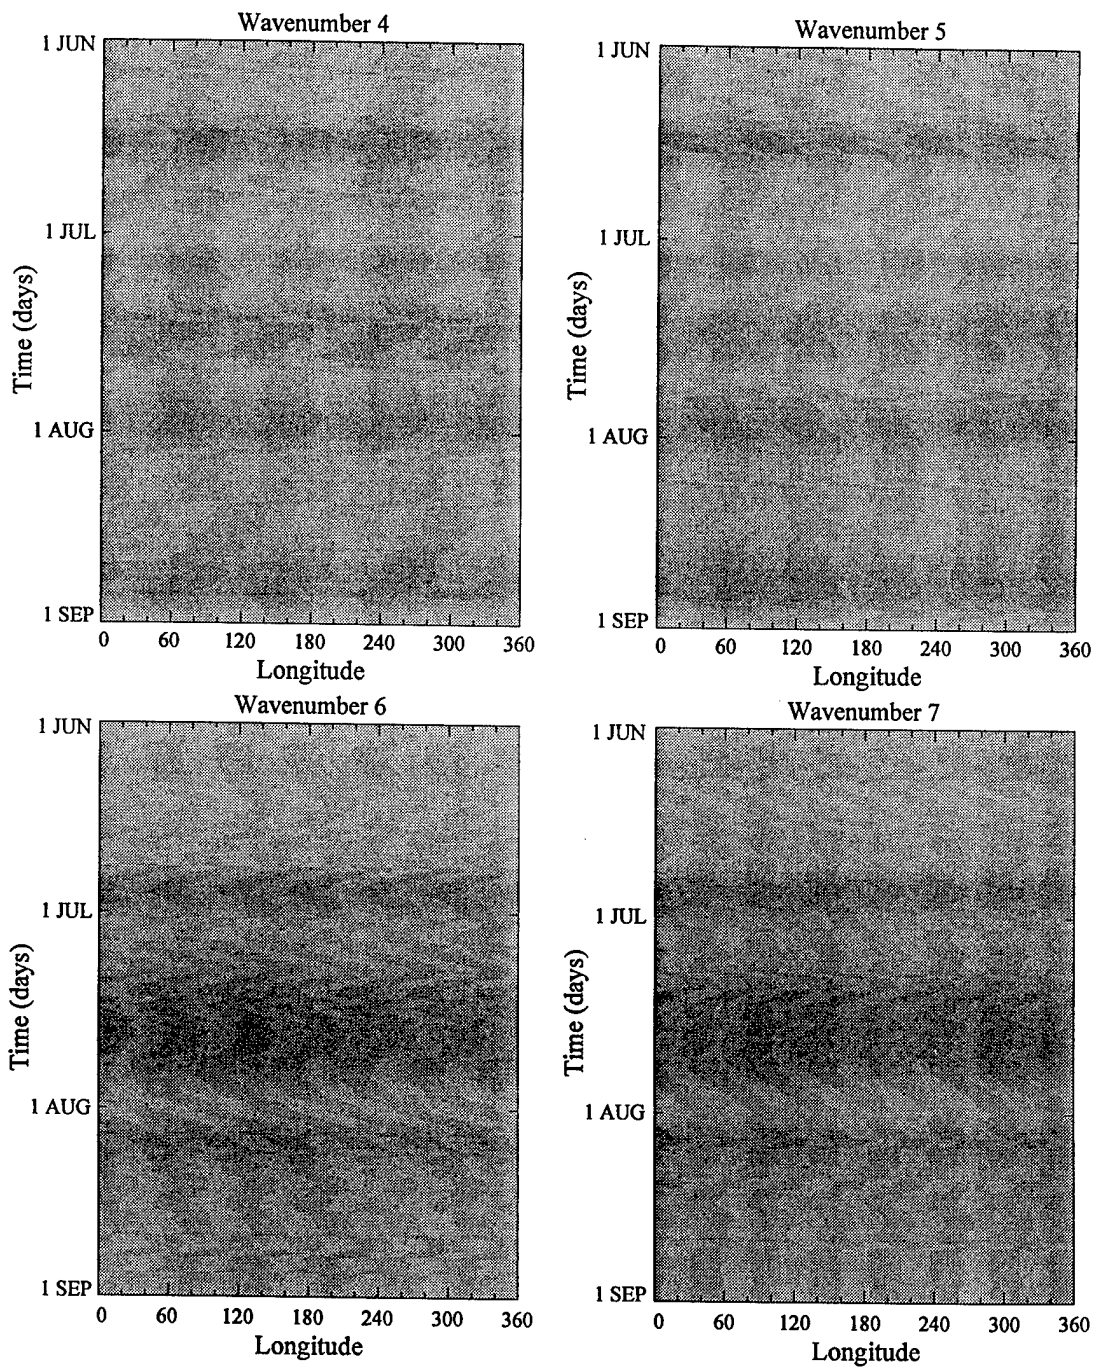 Wavenumber 4
1 JUN
1 JUL
1 AUG
1 SEP
Time (days)
0 60 120 180 240 300 360
Longitude
Wavenumber 5
1 JUN
1 JUL
1 AUG
1 SEP
Time (days)
0 60 120 180 240 300 360
Longitude
Wavenumber 6
1 JUN
1 JUL
1 AUG
1 SEP
Time (days)
0 60 120 180 240 300 360
Longitude
Wavenumber 7
1 JUN
1 JUL
1 AUG
1 SEP
Time (days)
0 60 120 180 240 300 360
Longitude